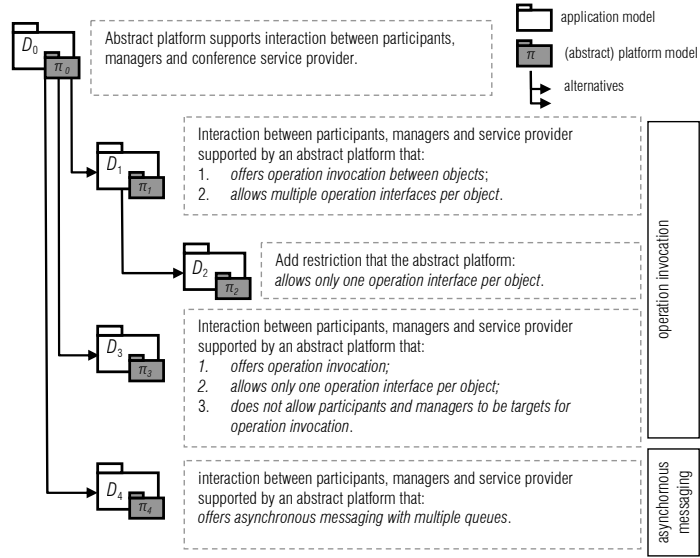 D0
π0
Abstract platform supports interaction between participants,
managers and conference service provider.
application model
π
(abstract) platform model
alternatives
D1
π1
Interaction between participants, managers and service provider
supported by an abstract platform that:
1. offers operation invocation between objects;
2. allows multiple operation interfaces per object.
D2
π2
Add restriction that the abstract platform:
allows only one operation interface per object.
D3
π3
Interaction between participants, managers and service provider
supported by an abstract platform that:
1. offers operation invocation;
2. allows only one operation interface per object;
3. does not allow participants and managers to be targets for
operation invocation.
operation invocation
D4
π4
interaction between participants, managers and service provider
supported by an abstract platform that:
offers asynchronous messaging with multiple queues.
asynchornous
messaging